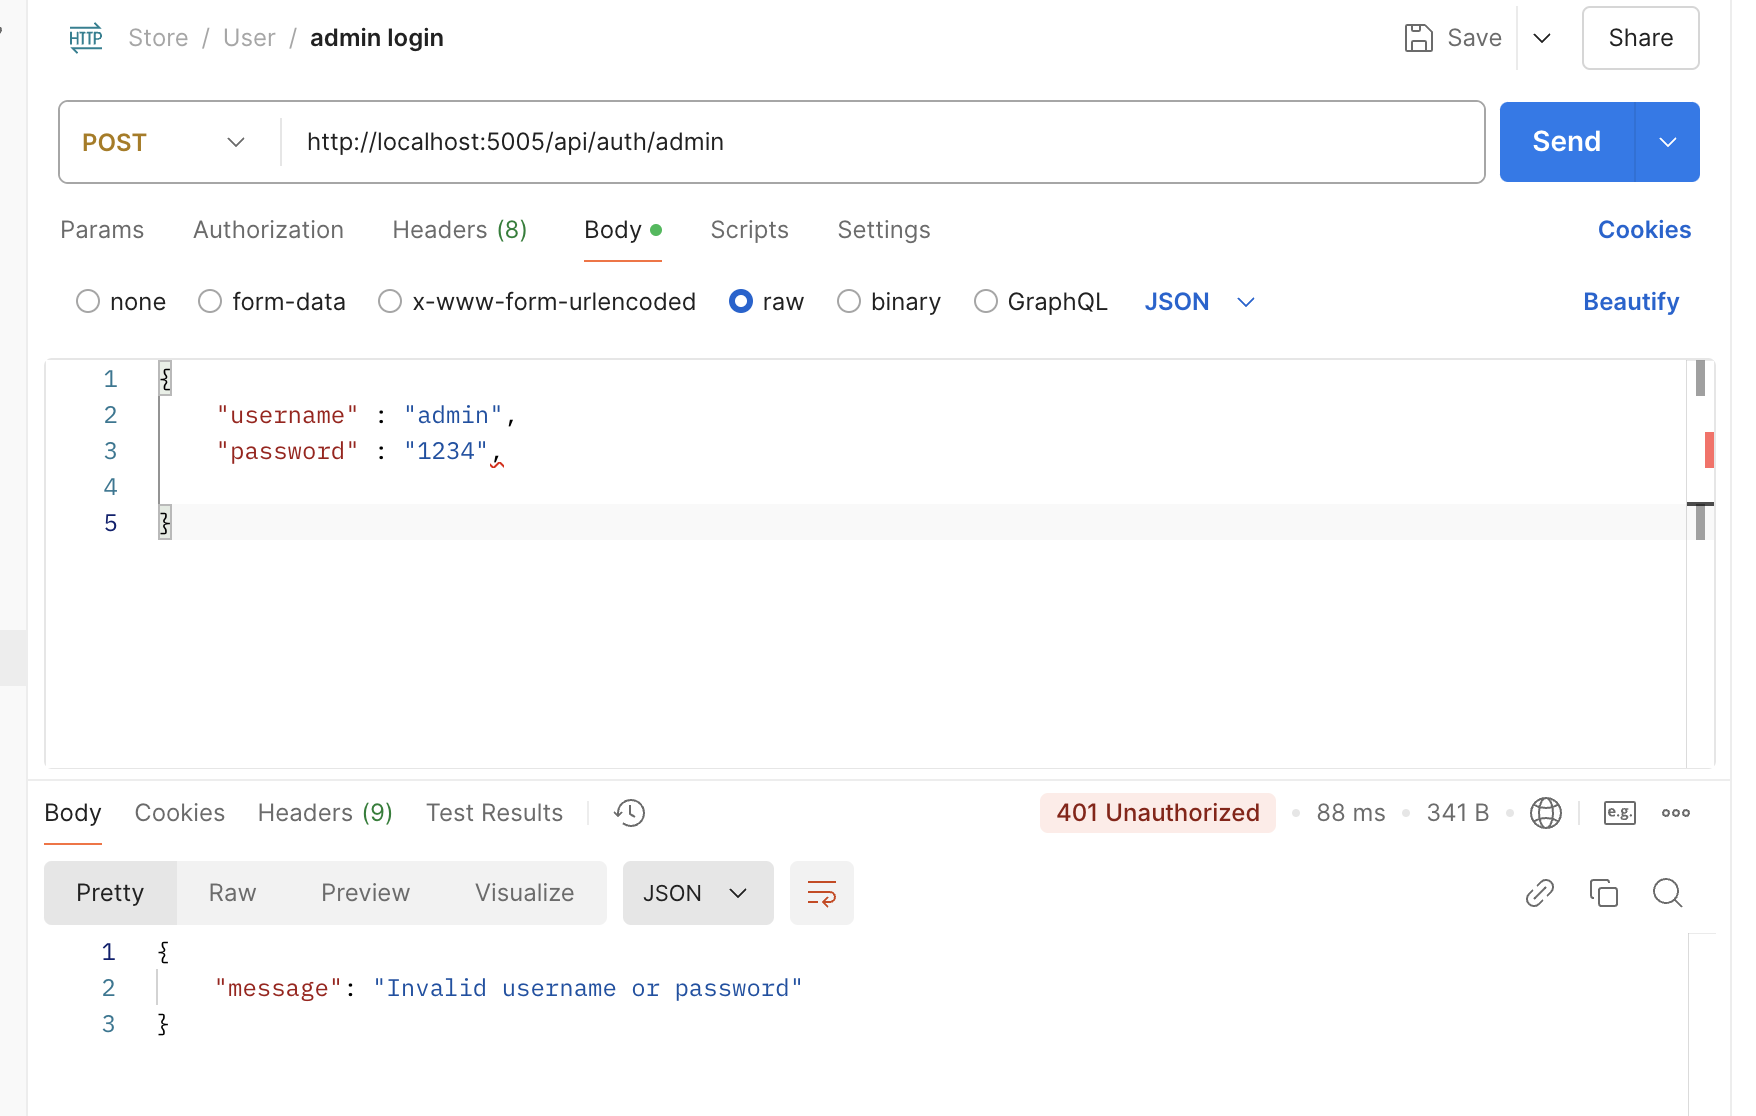 HTTP Store / User / admin login Save Share
POST http://localhost:5005/api/auth/admin Send
Params Authorization Headers (8) Body Scripts Settings Cookies
none form-data x-www-form-urlencoded raw binary GraphQL JSON Beautify
1 {
2 "username" : "admin",
3 "password" : "1234",
4
5 }
Body Cookies Headers (9) Test Results 401 Unauthorized • 88 ms • 341 B • e.g.
Pretty Raw Preview Visualize JSON
1 {
2 "message": "Invalid username or password"
3 }